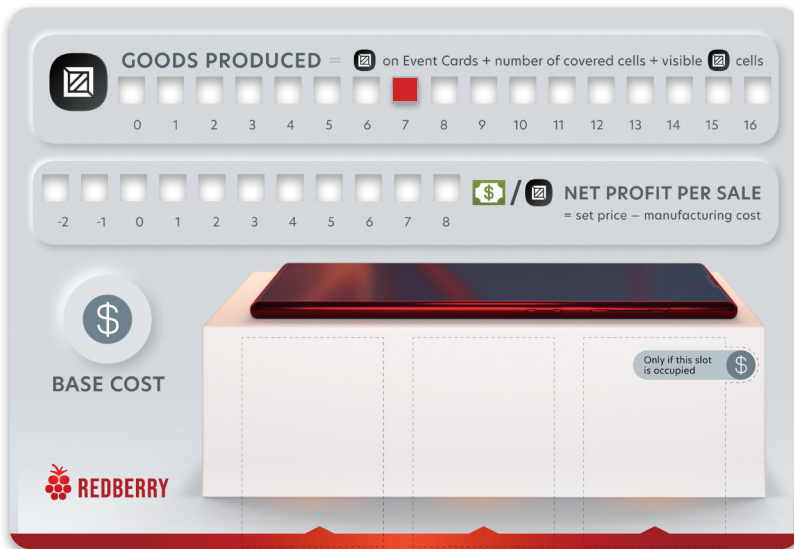 GOODS PRODUCED = on Event Cards + number of covered cells + visible cells
0 1 2 3 4 5 6 7 8 9 10 11 12 13 14 15 16
$ / NET PROFIT PER SALE
= set price – manufacturing cost
-2 -1 0 1 2 3 4 5 6 7 8
$
BASE COST
Only if this slot
is occupied $
REDBERRY